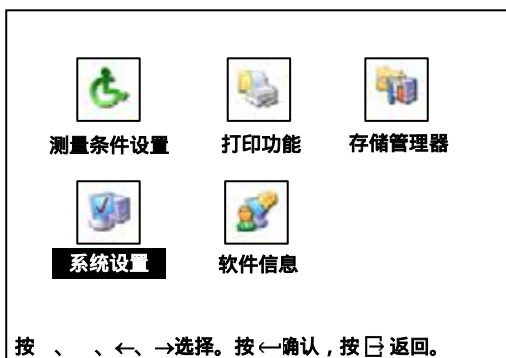 测量条件设置 打印功能 存储管理器
系统设置 软件信息
按 、 、←、→选择。按←确认，按 返回。